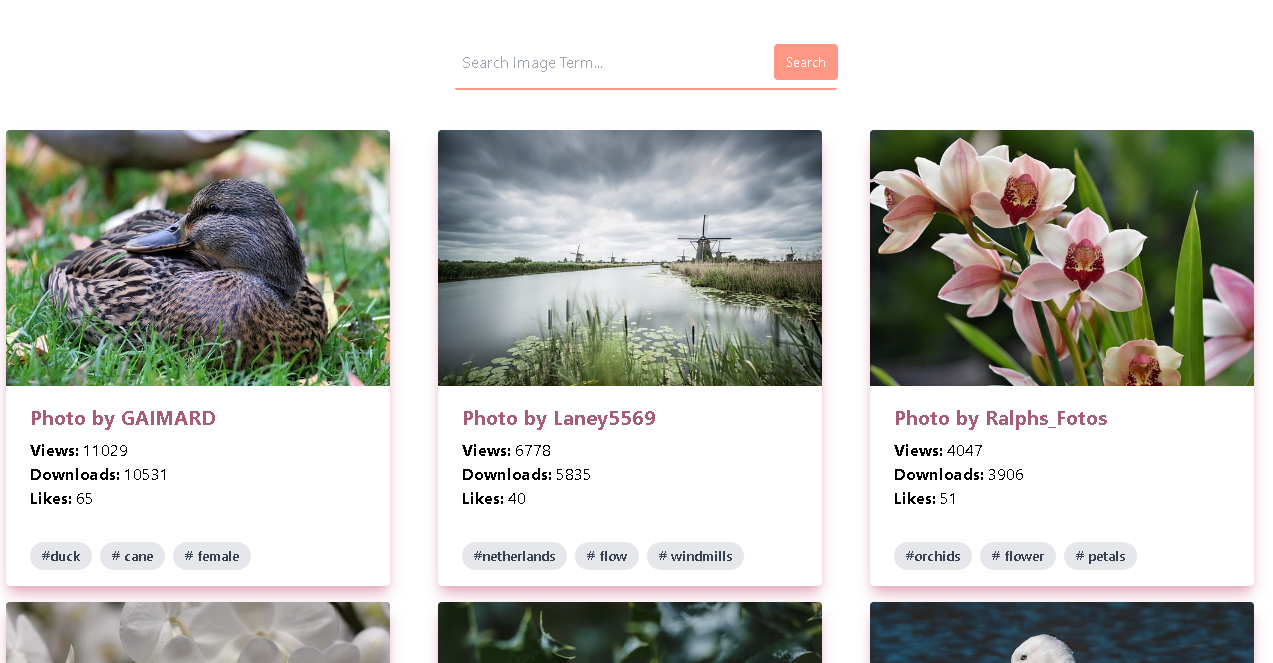 Search Image Term...
Search
Photo by GAIMARD
Views: 11029
Downloads: 10531
Likes: 65
#duck
# cane
# female
Photo by Laney5569
Views: 6778
Downloads: 5835
Likes: 40
#netherlands
# flow
# windmills
Photo by Ralphs_Fotos
Views: 4047
Downloads: 3906
Likes: 51
#orchids
# flower
# petals